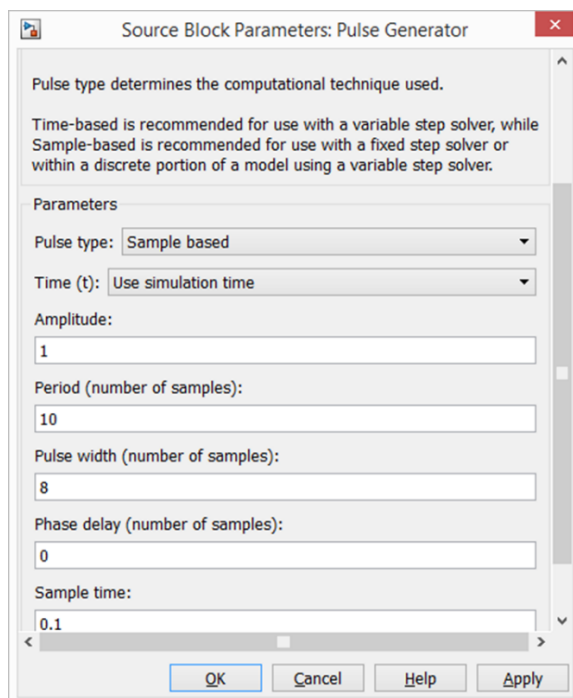 Source Block Parameters: Pulse Generator
Pulse type determines the computational technique used.
Time-based is recommended for use with a variable step solver, while
Sample-based is recommended for use with a fixed step solver or
within a discrete portion of a model using a variable step solver.
Parameters
Pulse type: Sample based
Time (t): Use simulation time
Amplitude:
1
Period (number of samples):
10
Pulse width (number of samples):
8
Phase delay (number of samples):
0
Sample time:
0.1
OK Cancel Help Apply